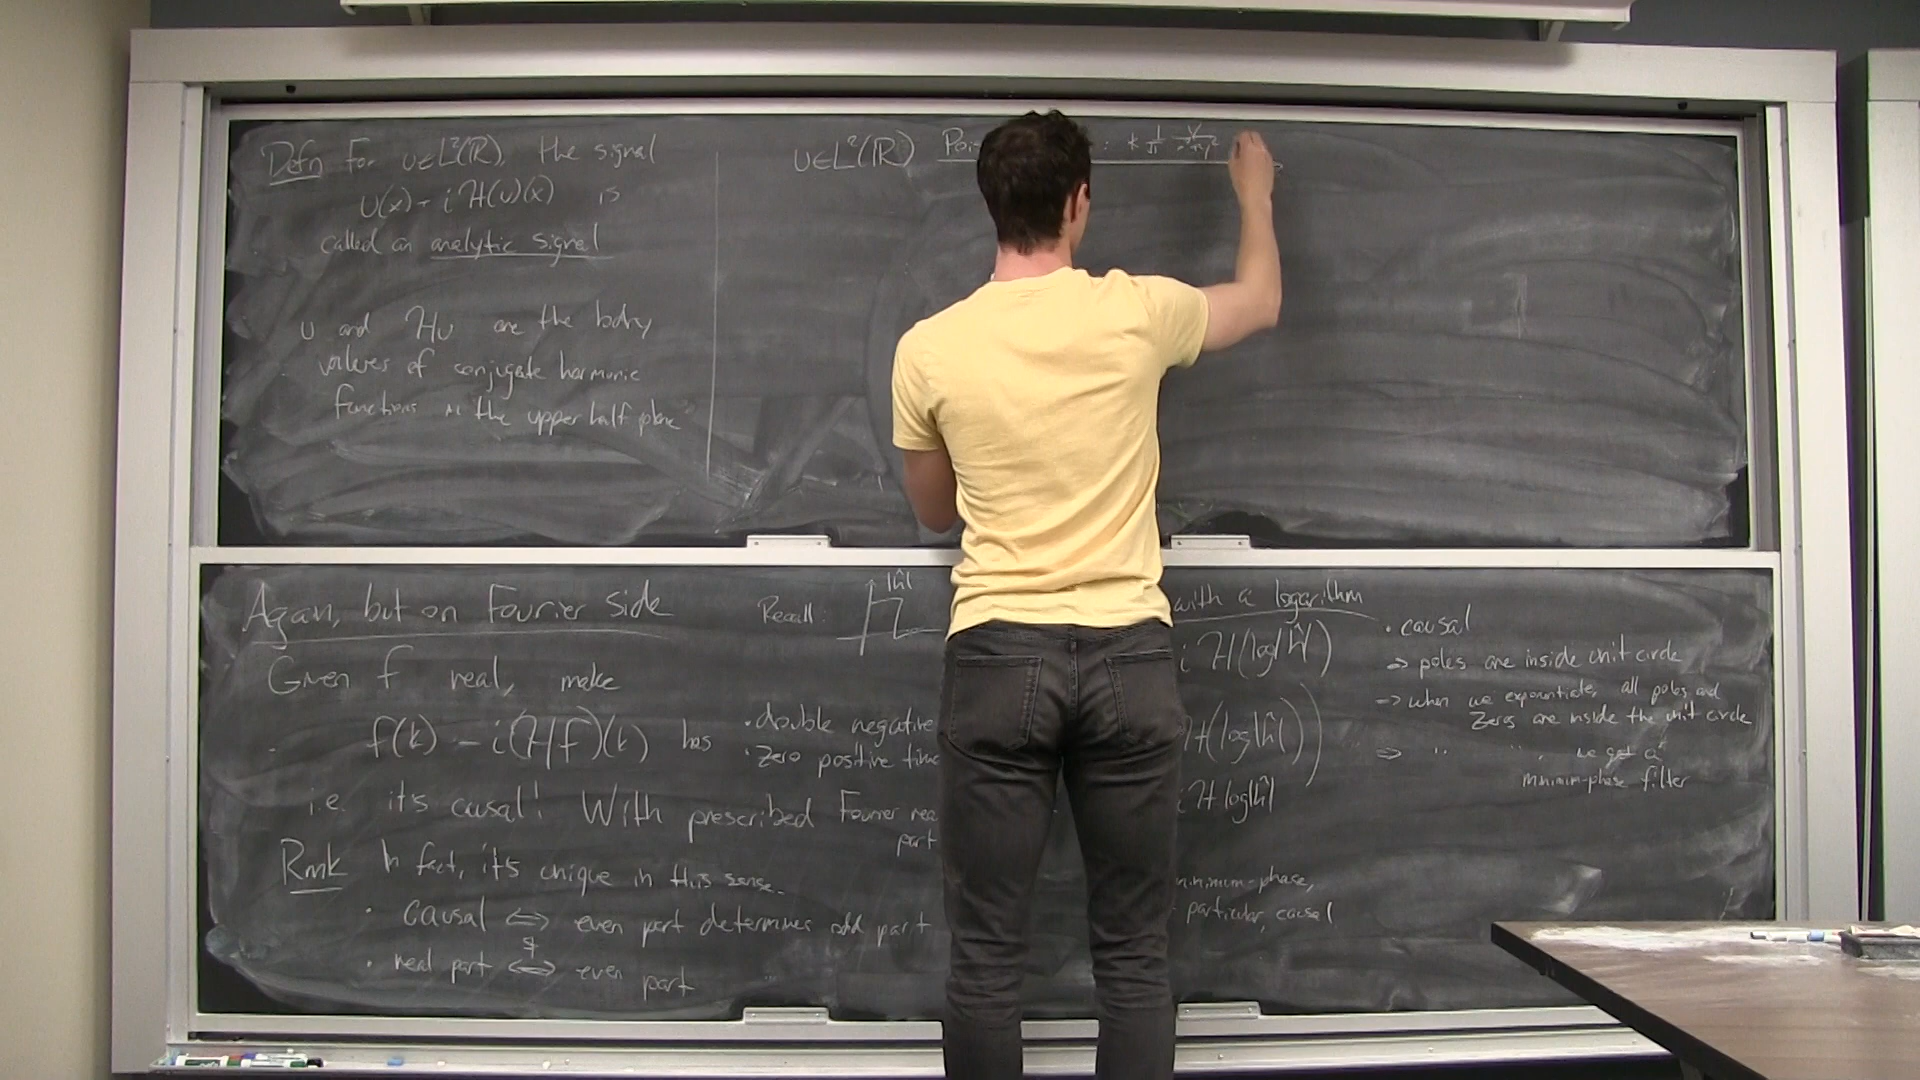 Defn For u∈L²(ℝ), the signal
u(x) + iH(u)(x) is
called an analytic signal
u and Hu are the bdry
values of conjugate harmonic
functions in the upper half plane
u∈L²(ℝ)
Again, but on Fourier side
Given f real, make
f(k) - i(Hf)(k) has
• double negative
• Zero positive time
i.e. it's causal! With prescribed Fourier real
part
Rmk In fact, it's unique in this sense.
• causal ⟺ even part determines odd part
• real part ⟺ even part
Recall: |ĥ|
with a logarithm
i H(log|ĥ|)
H(log|ĥ|))
iH log|ĥ|
minimum-phase,
particular, causal
• causal
⇒ poles are inside unit circle
⇒ when we exponentiate, all poles and
zeros are inside the unit circle
⇒ " " , we get a
minimum-phase filter